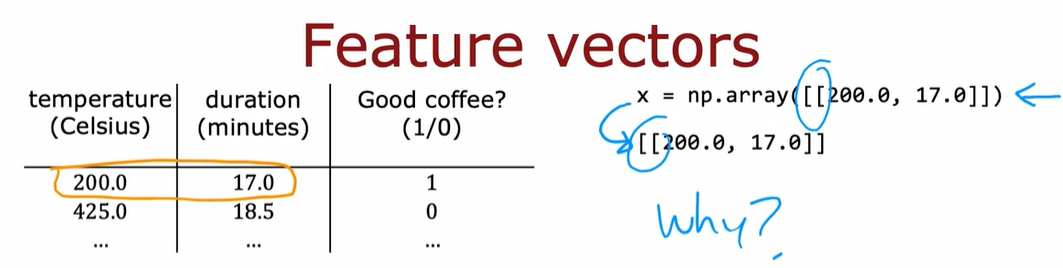 Feature vectors
temperature duration Good coffee?
(Celsius) (minutes) (1/0)
200.0 17.0 1
425.0 18.5 0
... ... ...
x = np.array([[200.0, 17.0]])
[[200.0, 17.0]]
why?